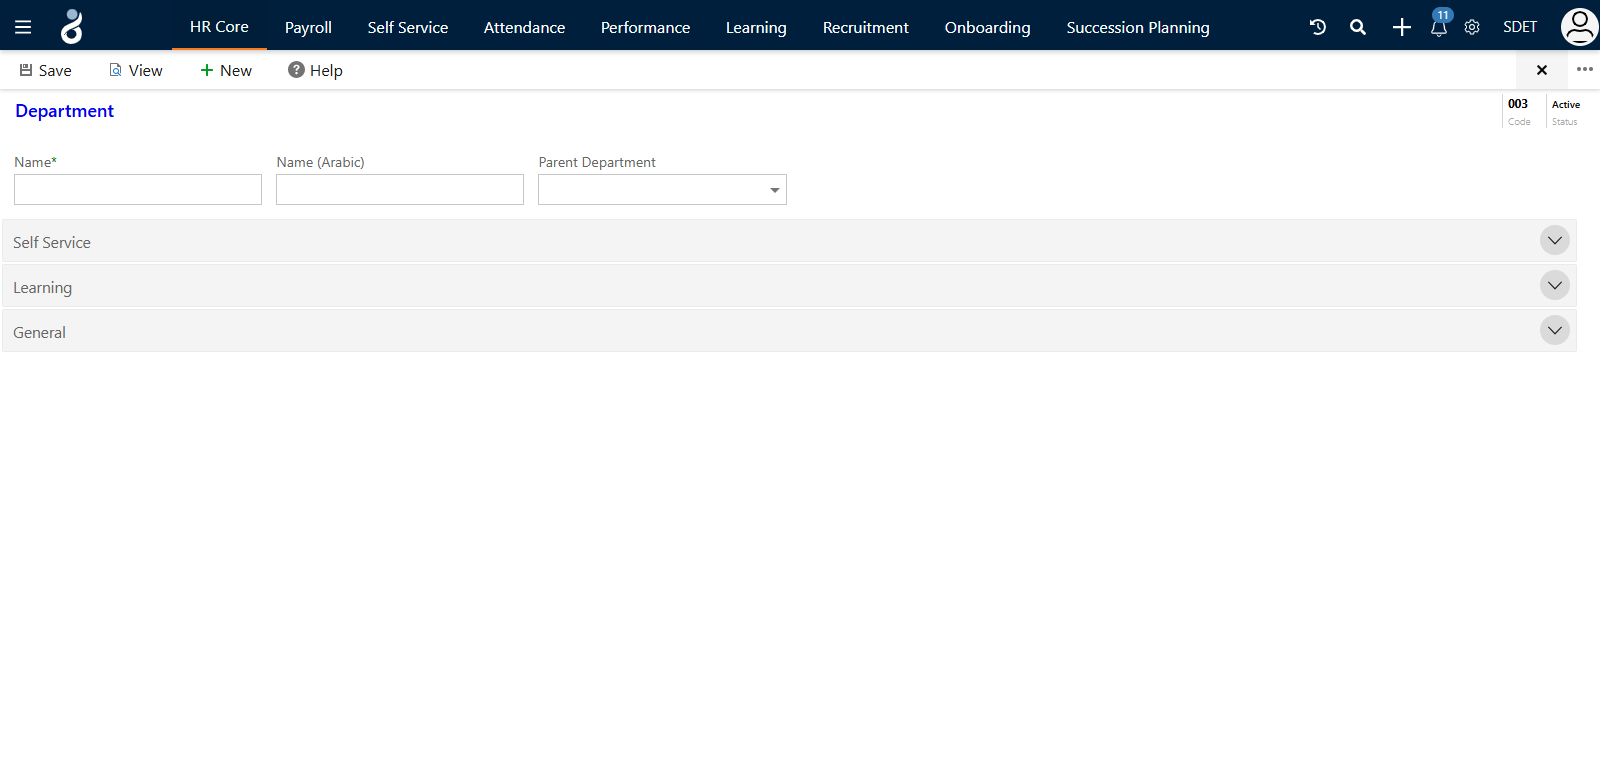 HR Core Payroll Self Service Attendance Performance Learning Recruitment Onboarding Succession Planning 11 SDET
Save View New Help
Department
003 Active
Code Status
Name* Name (Arabic) Parent Department
Self Service
Learning
General